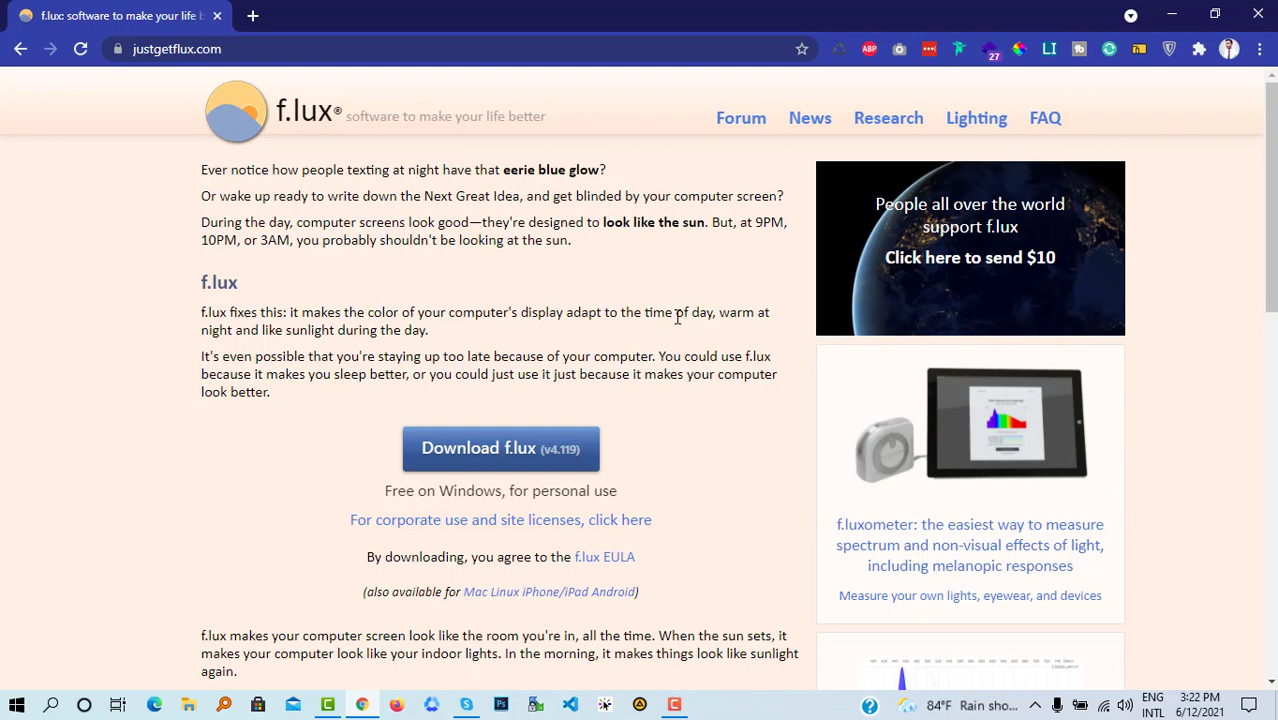 f.lux software to make your life b
justgetflux.com
ABP
27
LI
f.lux® software to make your life better
Forum News Research Lighting FAQ
Ever notice how people texting at night have that eerie blue glow?
Or wake up ready to write down the Next Great Idea, and get blinded by your computer screen?
During the day, computer screens look good—they're designed to look like the sun. But, at 9PM,
10PM, or 3AM, you probably shouldn't be looking at the sun.
f.lux
f.lux fixes this: it makes the color of your computer's display adapt to the time of day, warm at
night and like sunlight during the day.
It's even possible that you're staying up too late because of your computer. You could use f.lux
because it makes you sleep better, or you could just use it just because it makes your computer
look better.
Download f.lux (v4.119)
Free on Windows, for personal use
For corporate use and site licenses, click here
By downloading, you agree to the f.lux EULA
(also available for Mac Linux iPhone/iPad Android)
f.lux makes your computer screen look like the room you're in, all the time. When the sun sets, it
makes your computer look like your indoor lights. In the morning, it makes things look like sunlight
again.
People all over the world
support f.lux
Click here to send $10
f.luxometer: the easiest way to measure
spectrum and non-visual effects of light,
including melanopic responses
Measure your own lights, eyewear, and devices
Ps
84°F Rain sho...
ENG
INTL
3:22 PM
6/12/2021